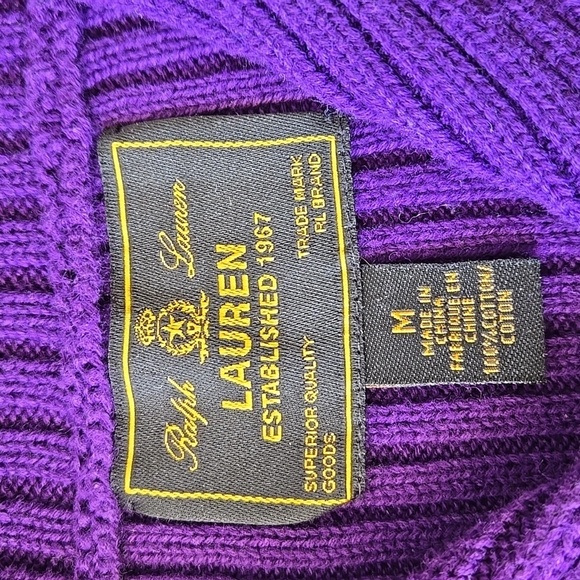 Ralph Lauren
LAUREN
ESTABLISHED 1967
SUPERIOR QUALITY
GOODS
TRADE MARK
RL BRAND
M
MADE IN
CHINA
FABRIQUE EN
CHINE
100% COTTON/
COTON